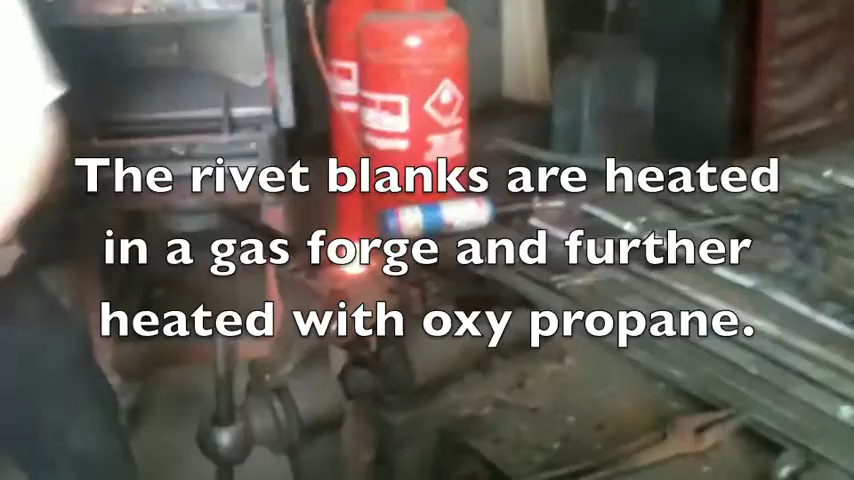 The rivet blanks are heated
in a gas forge and further
heated with oxy propane.